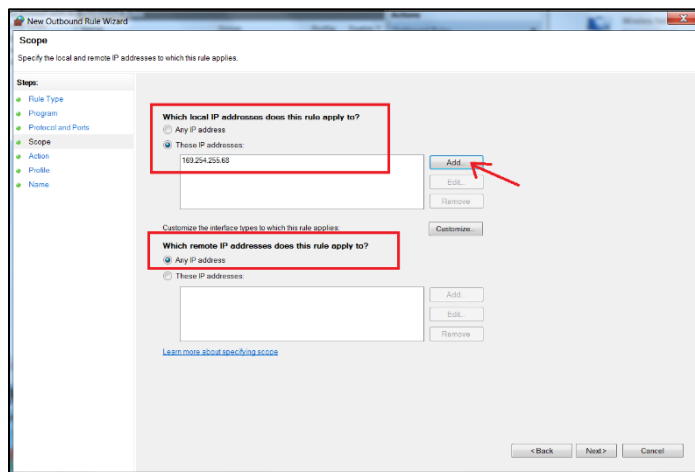 New Outbound Rule Wizard
Actions
Scope
Specify the local and remote IP addresses to which this rule applies.
Steps:
Rule Type
Program
Protocol and Ports
Scope
Action
Profile
Name
Which local IP addresses does this rule apply to?
Any IP address
These IP addresses:
169.254.255.68
Add...
Edit...
Remove
Customize the interface types to which this rule applies:
Customize...
Which remote IP addresses does this rule apply to?
Any IP address
These IP addresses:
Add...
Edit...
Remove
Learn more about specifying scope
< Back
Next >
Cancel